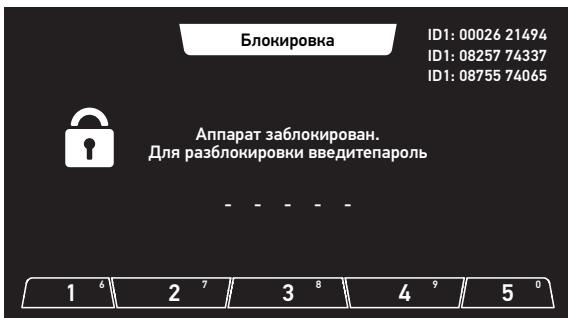 Блокировка
ID1: 00026 21494
ID1: 08257 74337
ID1: 08755 74065
Аппарат заблокирован.
Для разблокировки введитепароль
- - - - -
1 6 2 7 3 8 4 9 5 0